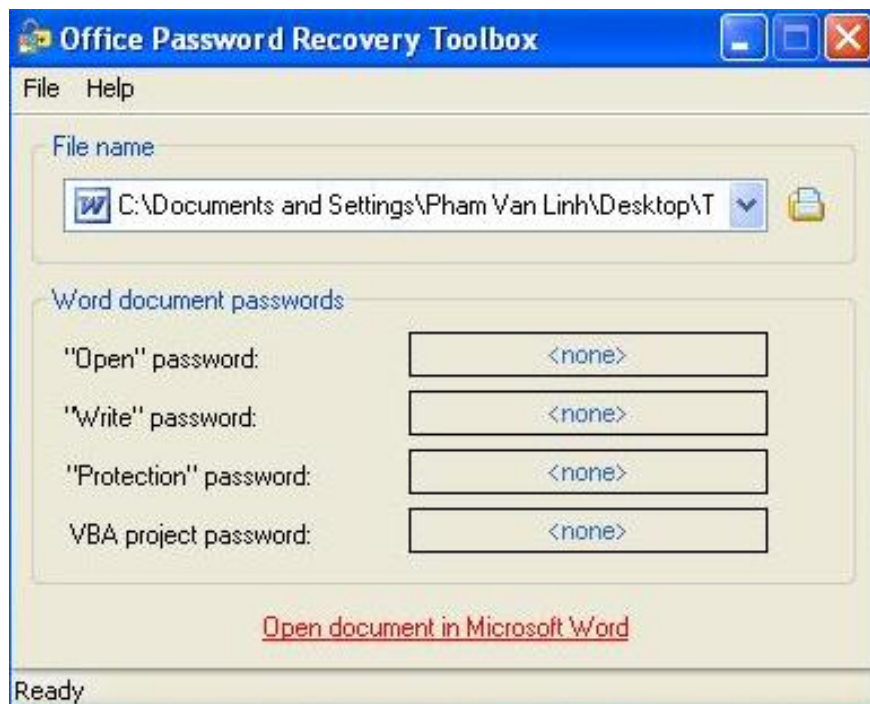 Office Password Recovery Toolbox
File Help
File name
C:\Documents and Settings\Pham Van Linh\Desktop\T
Word document passwords
"Open" password: <none>
"Write" password: <none>
"Protection" password: <none>
VBA project password: <none>
Open document in Microsoft Word
Ready